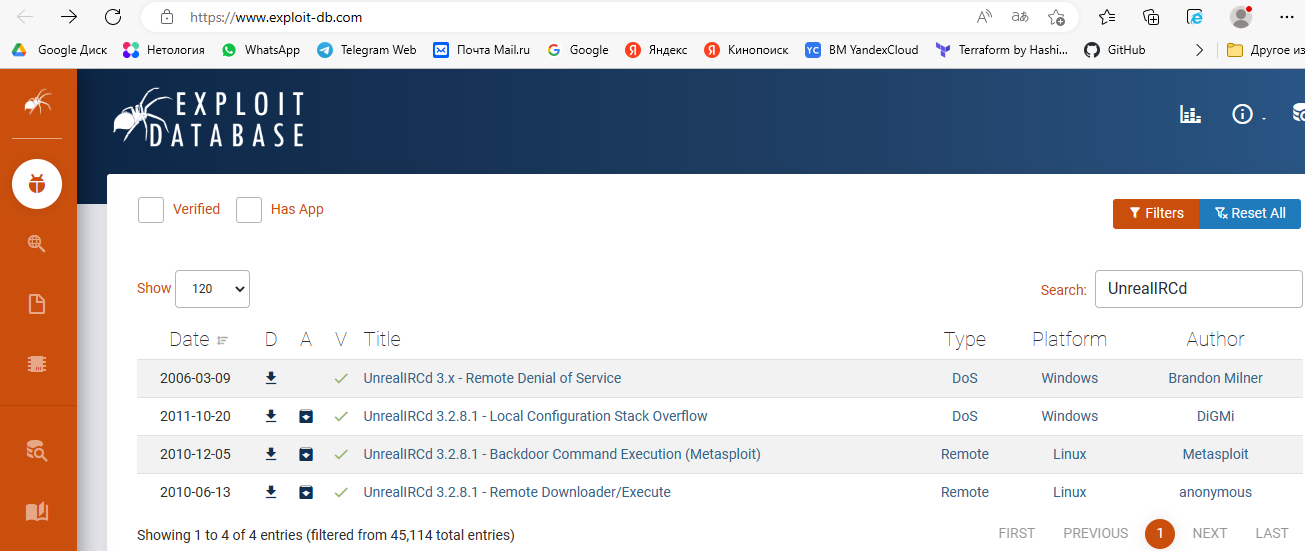 https://www.exploit-db.com
Google Диск Нетология WhatsApp Telegram Web Почта Mail.ru Google Яндекс Кинопоиск BM YandexCloud Terraform by Hashi... GitHub Другое из
EXPLOIT
DATABASE
Verified Has App Filters Reset All
Show 120 Search: UnrealIRCd
Date D A V Title Type Platform Author
2006-03-09 UnrealIRCd 3.x - Remote Denial of Service DoS Windows Brandon Milner
2011-10-20 UnrealIRCd 3.2.8.1 - Local Configuration Stack Overflow DoS Windows DiGMi
2010-12-05 UnrealIRCd 3.2.8.1 - Backdoor Command Execution (Metasploit) Remote Linux Metasploit
2010-06-13 UnrealIRCd 3.2.8.1 - Remote Downloader/Execute Remote Linux anonymous
Showing 1 to 4 of 4 entries (filtered from 45,114 total entries) FIRST PREVIOUS 1 NEXT LAST